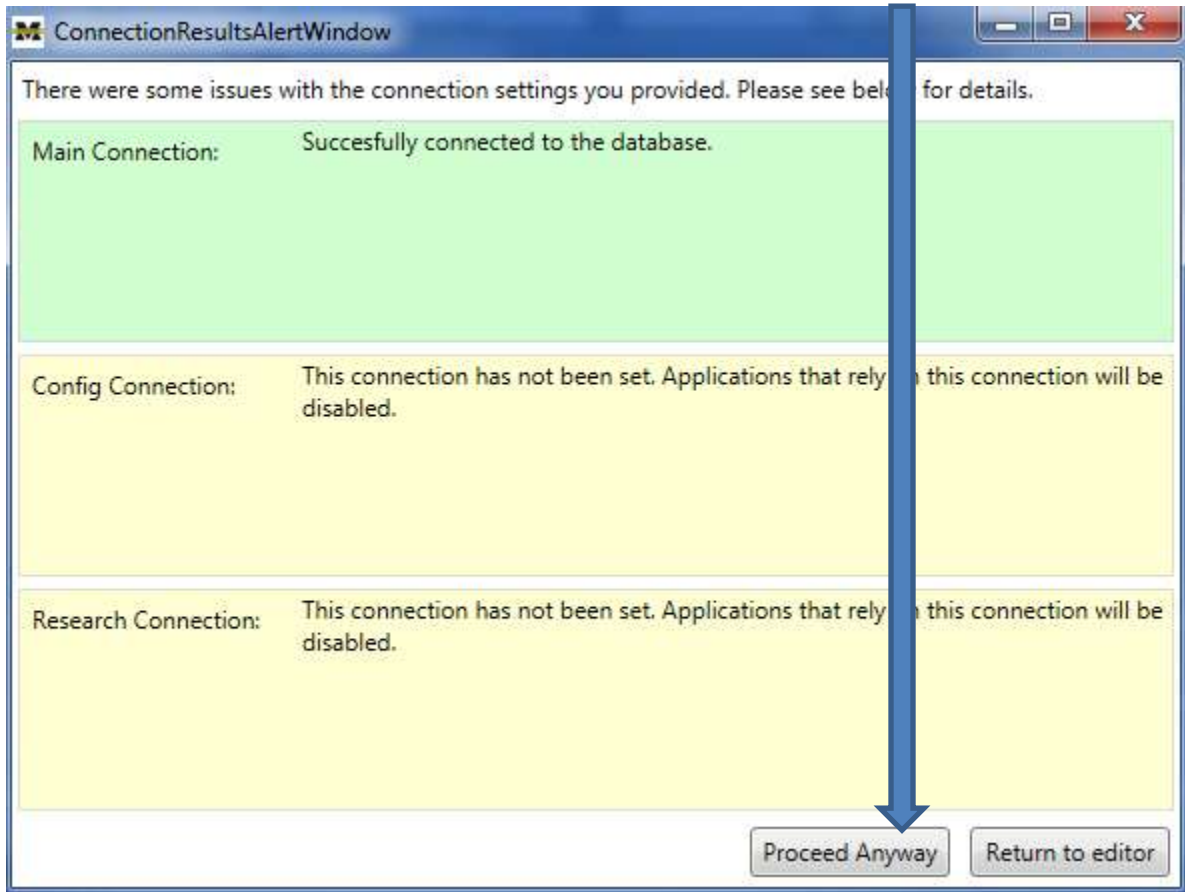 M ConnectionResultsAlertWindow
There were some issues with the connection settings you provided. Please see below for details.
Main Connection:
Succesfully connected to the database.
Config Connection:
This connection has not been set. Applications that rely on this connection will be
disabled.
Research Connection:
This connection has not been set. Applications that rely on this connection will be
disabled.
Proceed Anyway
Return to editor